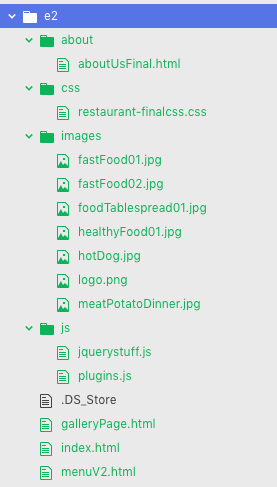 e2
about
aboutUsFinal.html
css
restaurant-finalcss.css
images
fastFood01.jpg
fastFood02.jpg
foodTablespread01.jpg
healthyFood01.jpg
hotDog.jpg
logo.png
meatPotatoDinner.jpg
js
jquerystuff.js
plugins.js
.DS_Store
galleryPage.html
index.html
menuV2.html